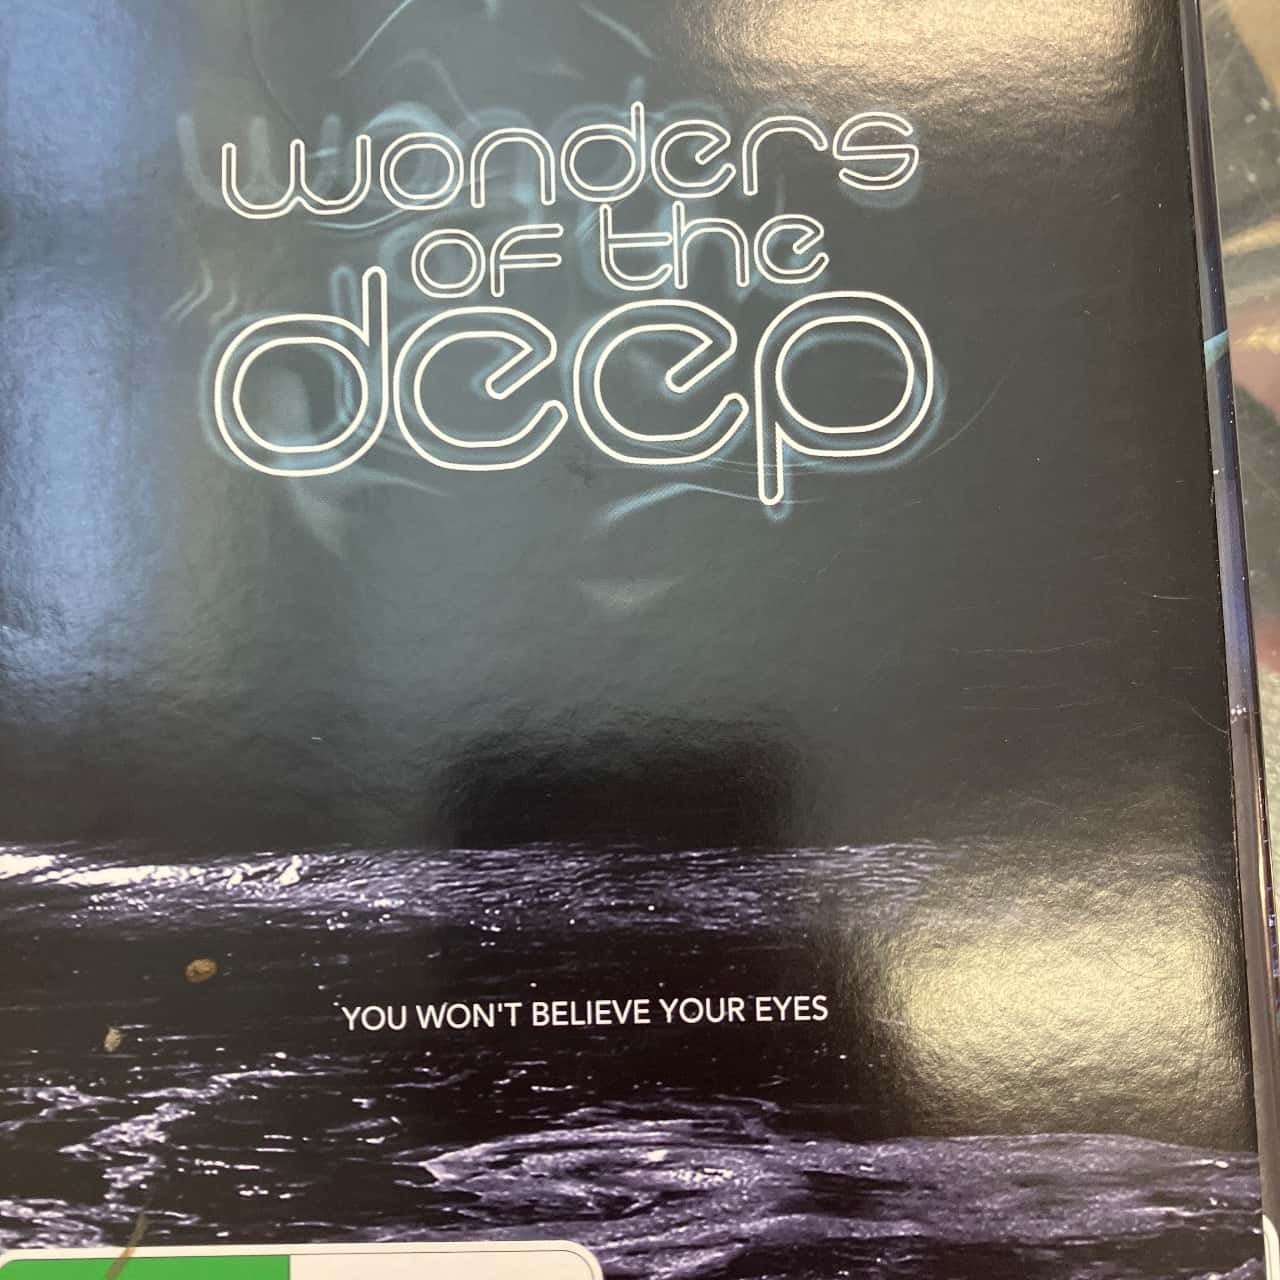 wonders
of the
deep
YOU WON'T BELIEVE YOUR EYES